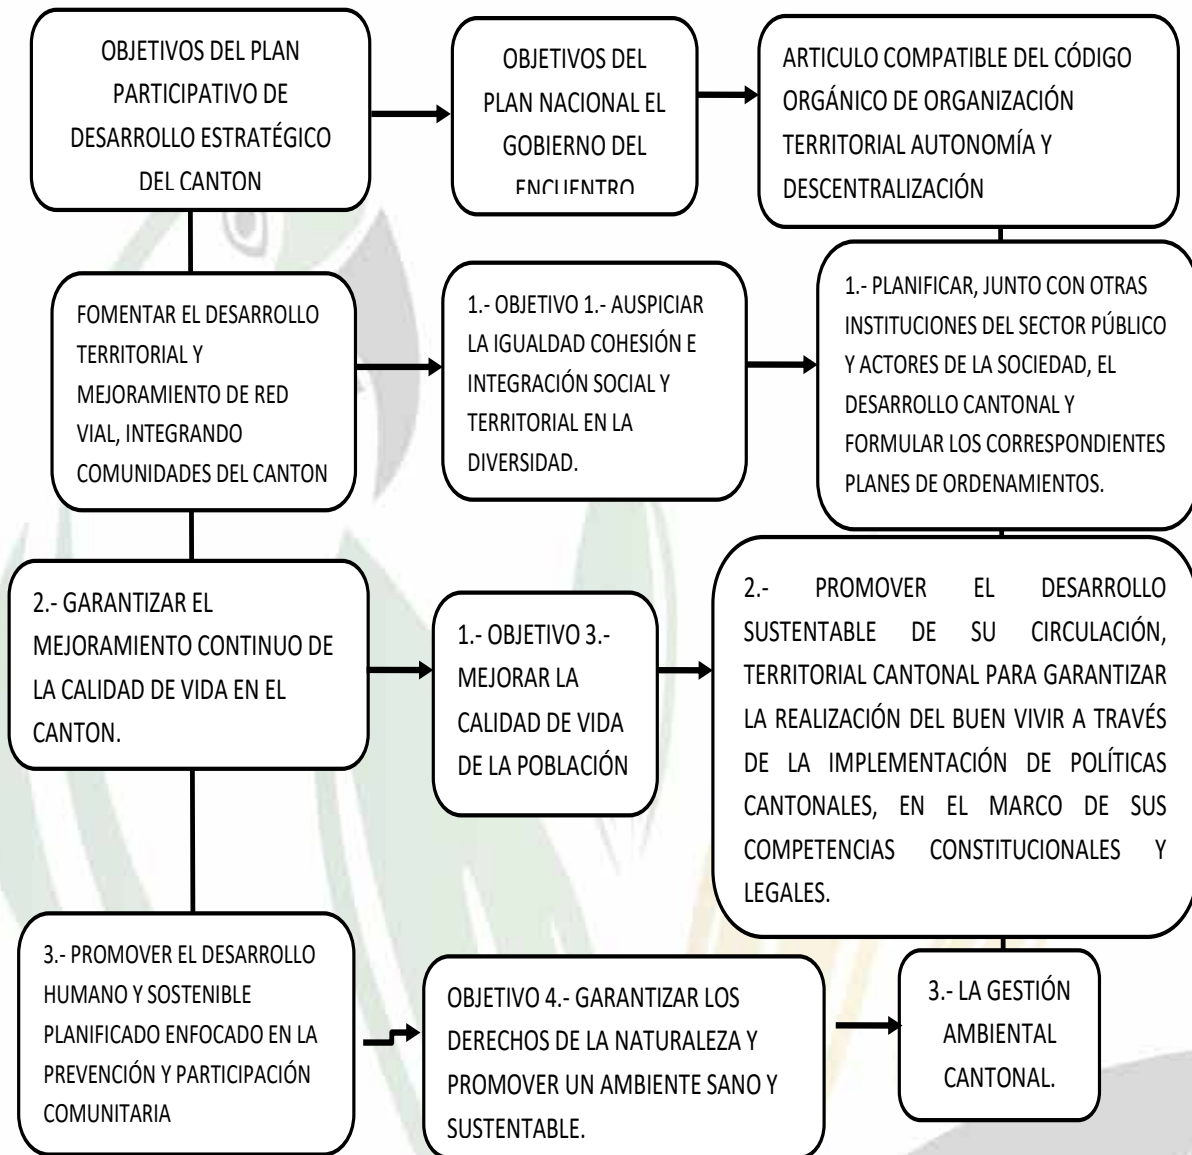 OBJETIVOS DEL PLAN
PARTICIPATIVO DE
DESARROLLO ESTRATÉGICO
DEL CANTON
OBJETIVOS DEL
PLAN NACIONAL EL
GOBIERNO DEL
ENCUENTRO
ARTICULO COMPATIBLE DEL CÓDIGO
ORGÁNICO DE ORGANIZACIÓN
TERRITORIAL AUTONOMÍA Y
DESCENTRALIZACIÓN
FOMENTAR EL DESARROLLO
TERRITORIAL Y
MEJORAMIENTO DE RED
VIAL, INTEGRANDO
COMUNIDADES DEL CANTON
1.- OBJETIVO 1.- AUSPICIAR
LA IGUALDAD COHESIÓN E
INTEGRACIÓN SOCIAL Y
TERRITORIAL EN LA
DIVERSIDAD.
1.- PLANIFICAR, JUNTO CON OTRAS
INSTITUCIONES DEL SECTOR PÚBLICO
Y ACTORES DE LA SOCIEDAD, EL
DESARROLLO CANTONAL Y
FORMULAR LOS CORRESPONDIENTES
PLANES DE ORDENAMIENTOS.
2.- GARANTIZAR EL
MEJORAMIENTO CONTINUO DE
LA CALIDAD DE VIDA EN EL
CANTON.
1.- OBJETIVO 3.-
MEJORAR LA
CALIDAD DE VIDA
DE LA POBLACIÓN
2.- PROMOVER EL DESARROLLO
SUSTENTABLE DE SU CIRCULACIÓN,
TERRITORIAL CANTONAL PARA GARANTIZAR
LA REALIZACIÓN DEL BUEN VIVIR A TRAVÉS
DE LA IMPLEMENTACIÓN DE POLÍTICAS
CANTONALES, EN EL MARCO DE SUS
COMPETENCIAS CONSTITUCIONALES Y
LEGALES.
3.- PROMOVER EL DESARROLLO
HUMANO Y SOSTENIBLE
PLANIFICADO ENFOCADO EN LA
PREVENCIÓN Y PARTICIPACIÓN
COMUNITARIA
OBJETIVO 4.- GARANTIZAR LOS
DERECHOS DE LA NATURALEZA Y
PROMOVER UN AMBIENTE SANO Y
SUSTENTABLE.
3.- LA GESTIÓN
AMBIENTAL
CANTONAL.